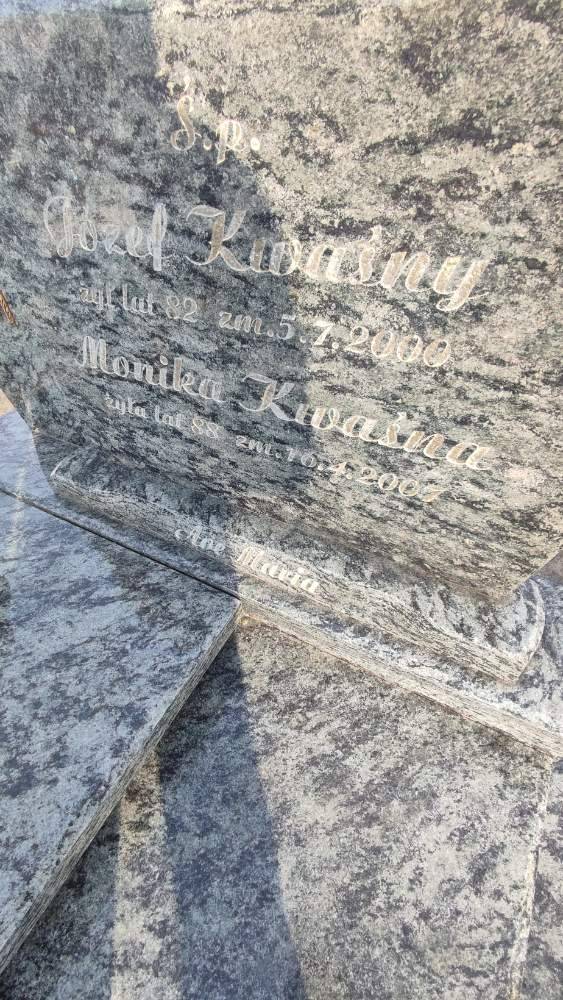 Ś.p.
Józef Kwaśny
żył lat 82 zm. 5.7.2000
Monika Kwaśna
żyła lat 88 zm. 10.4.2007
Ave Maria